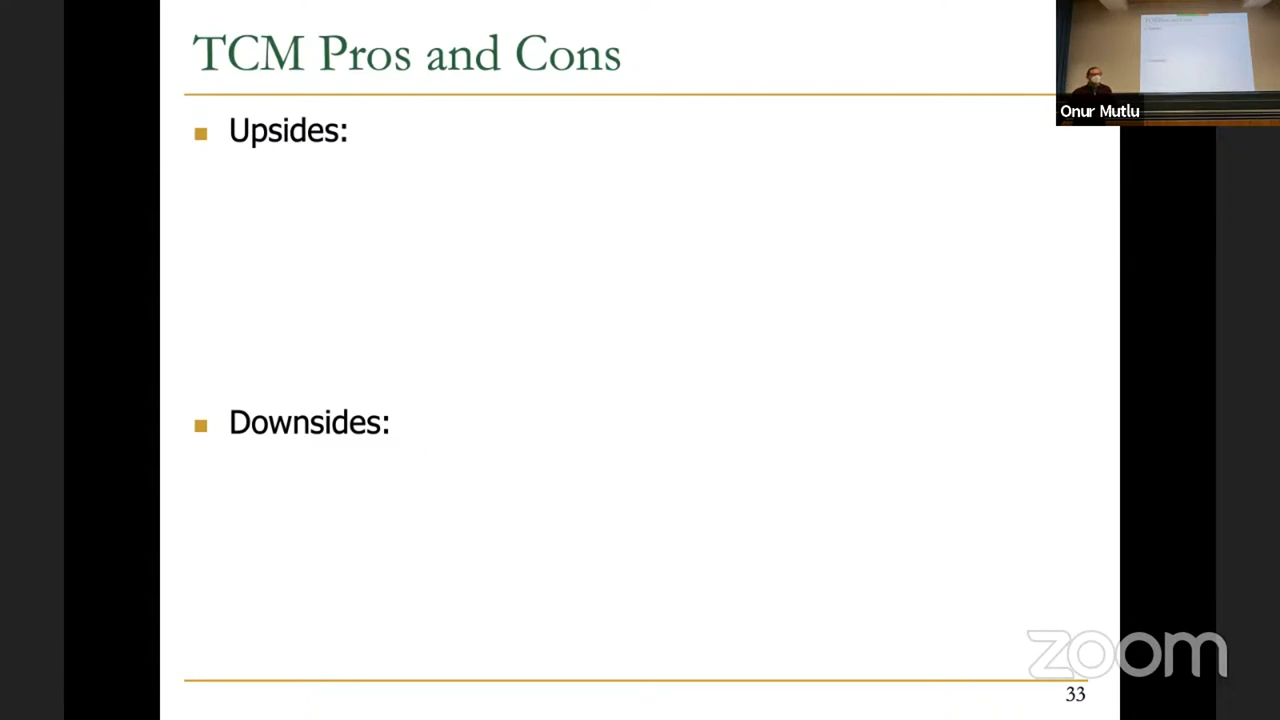 TCM Pros and Cons
Upsides:
Downsides:
Onur Mutlu
zoom
33